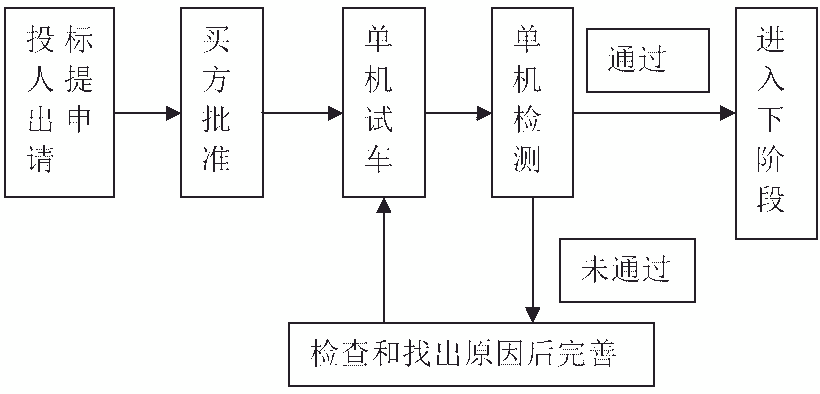 投标
人提
出申
请
买
方
批
准
单
机
试
车
单
机
检
测
通过
进
入
下
阶
段
未通过
检查和找出原因后完善